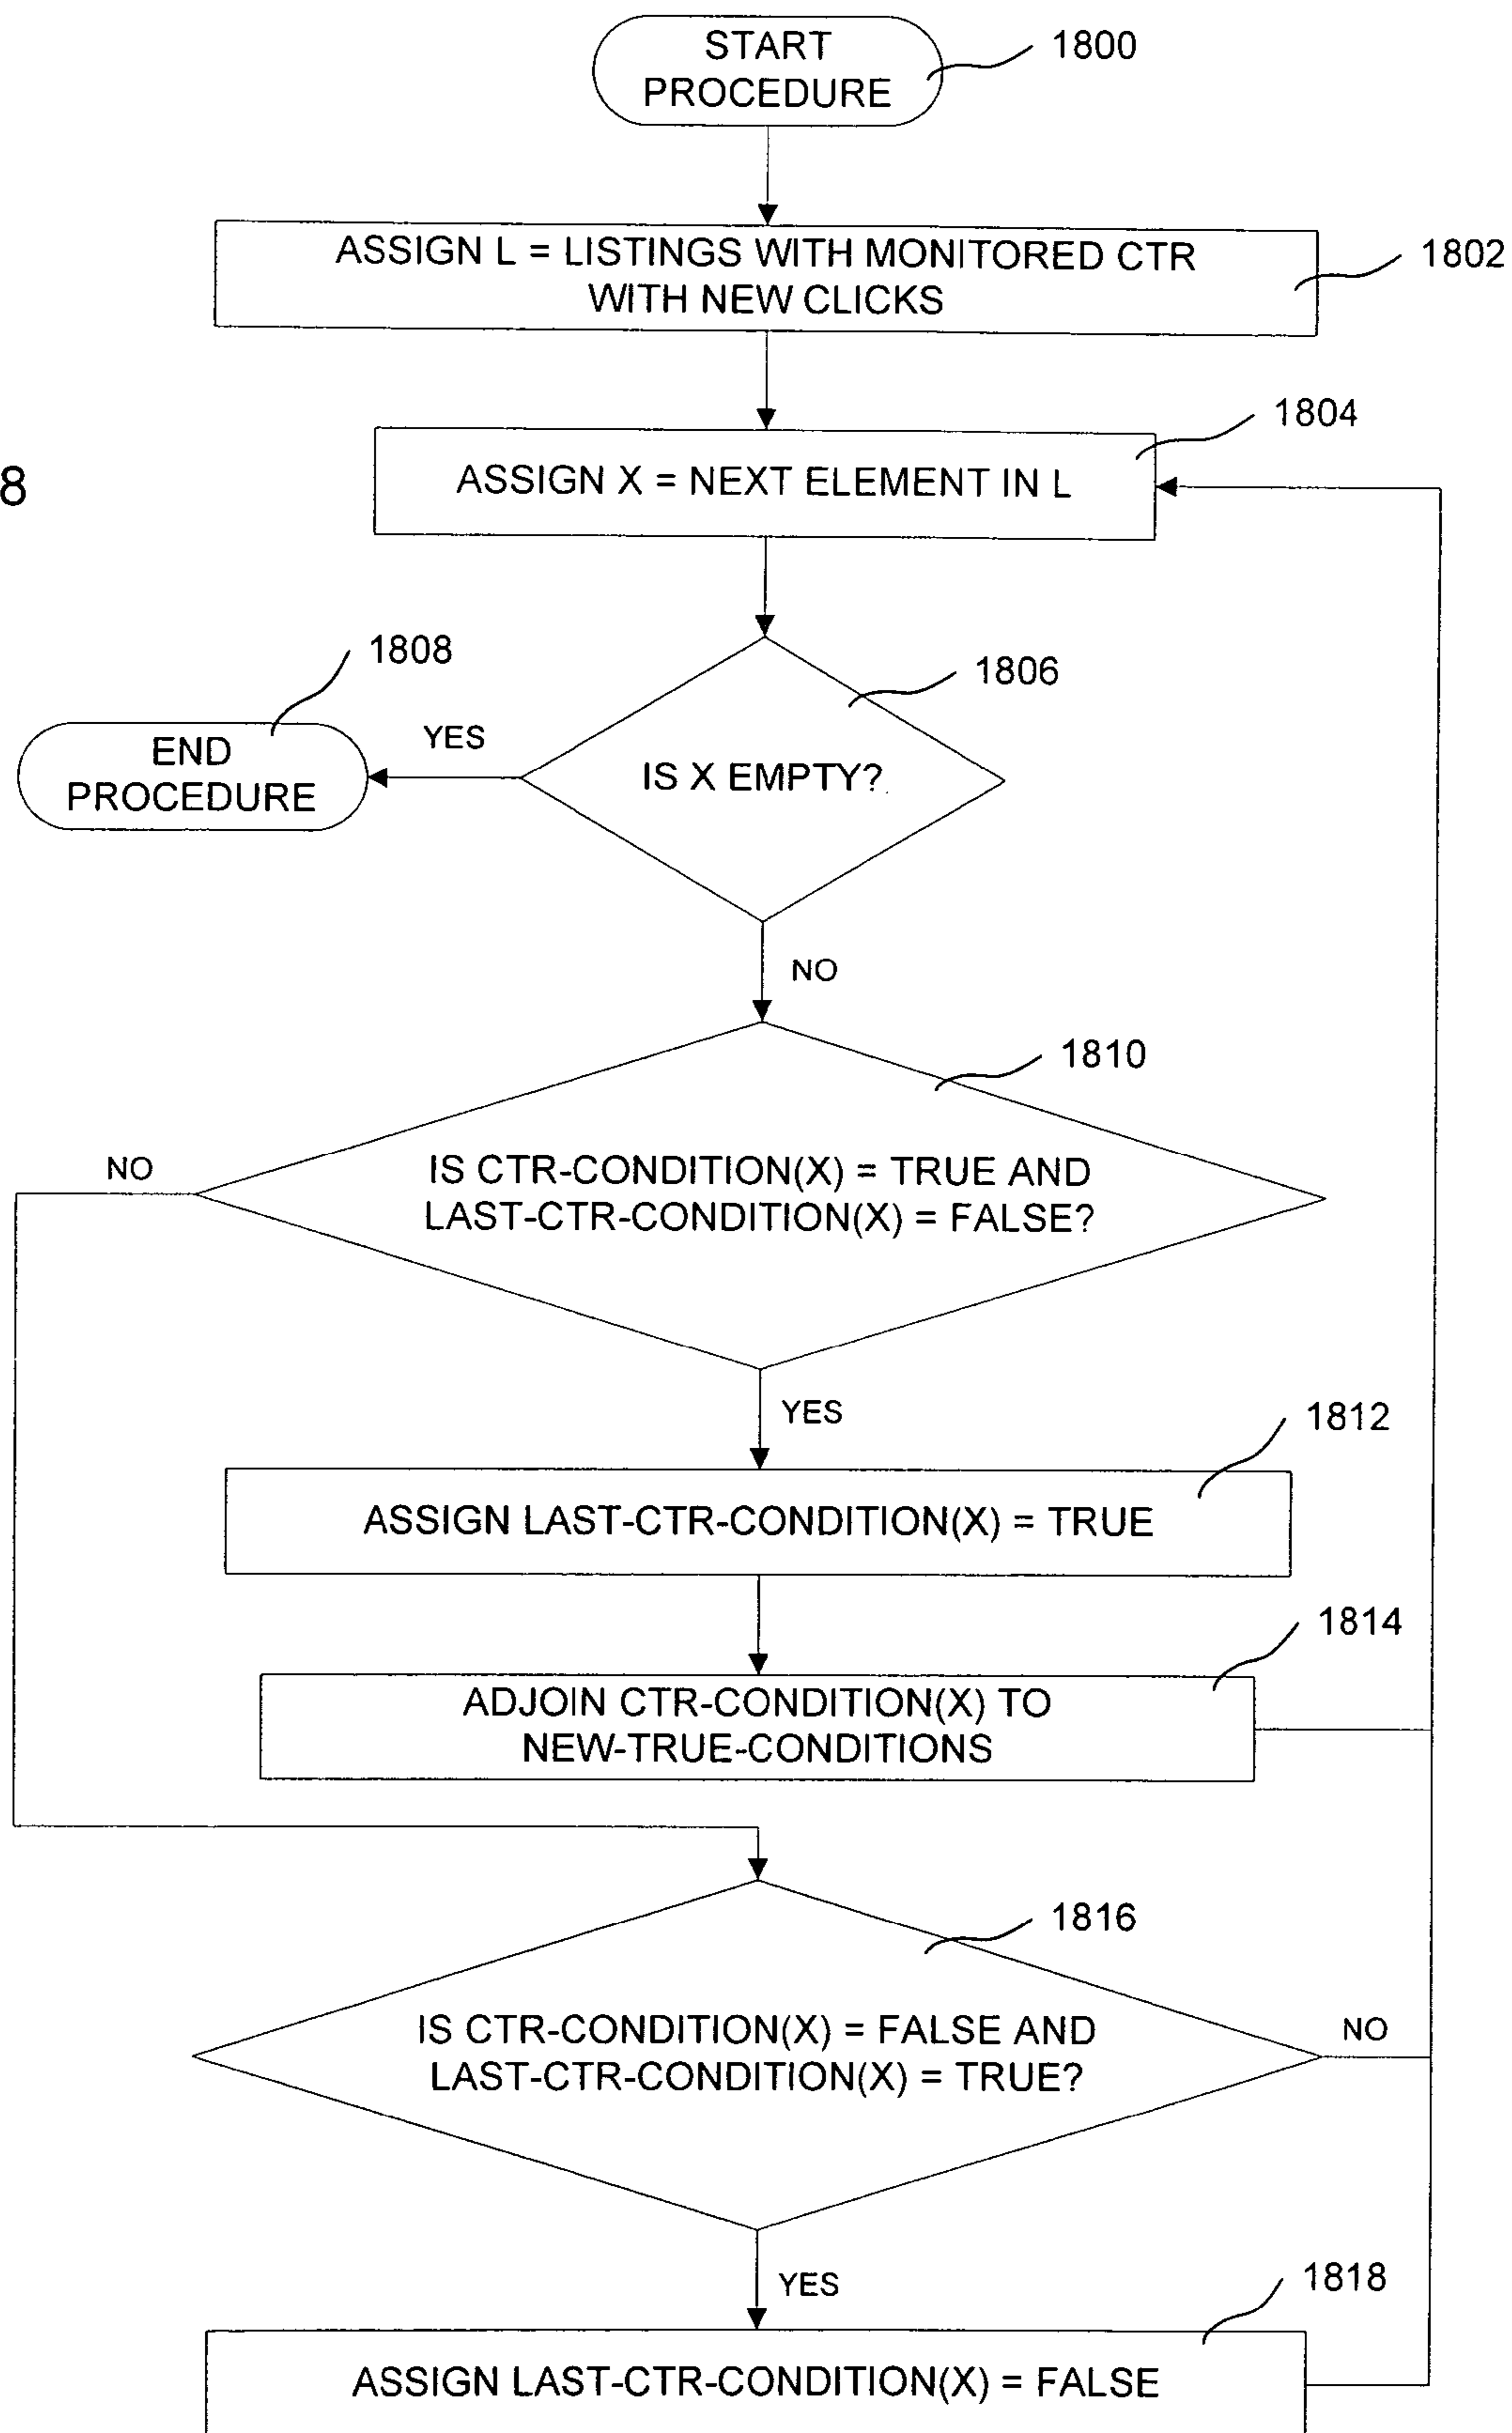 START
PROCEDURE
1800
ASSIGN L = LISTINGS WITH MONITORED CTR
WITH NEW CLICKS
1802
8
1804
ASSIGN X = NEXT ELEMENT IN L
1808
1806
END
PROCEDURE
YES
IS X EMPTY?
NO
1810
NO
IS CTR-CONDITION(X) = TRUE AND
LAST-CTR-CONDITION(X) = FALSE?
YES
1812
ASSIGN LAST-CTR-CONDITION(X) = TRUE
1814
ADJOIN CTR-CONDITION(X) TO
NEW-TRUE-CONDITIONS
1816
IS CTR-CONDITION(X) = FALSE AND
LAST-CTR-CONDITION(X) = TRUE?
NO
YES
1818
ASSIGN LAST-CTR-CONDITION(X) = FALSE